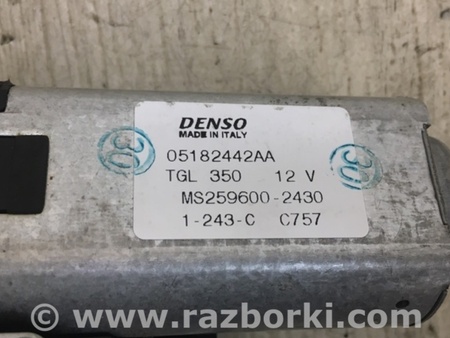 DENSO
MADE IN ITALY
05182442AA
TGL 350 12 V
MS259600-2430
1-243-C C757
30
30
www.razborki.com